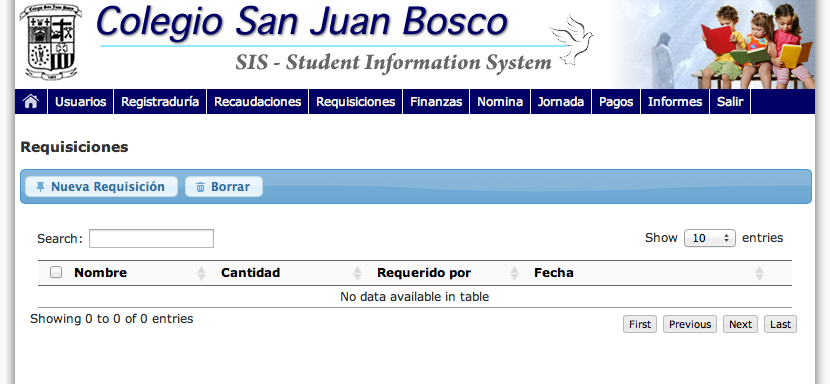 Colegio San Juan Bosco
SIS - Student Information System
Usuarios Registraduría Recaudaciones Requisiciones Finanzas Nomina Jornada Pagos Informes Salir
Requisiciones
Nueva Requisición Borrar
Search: Show 10 entries
Nombre Cantidad Requerido por Fecha
No data available in table
Showing 0 to 0 of 0 entries
First Previous Next Last